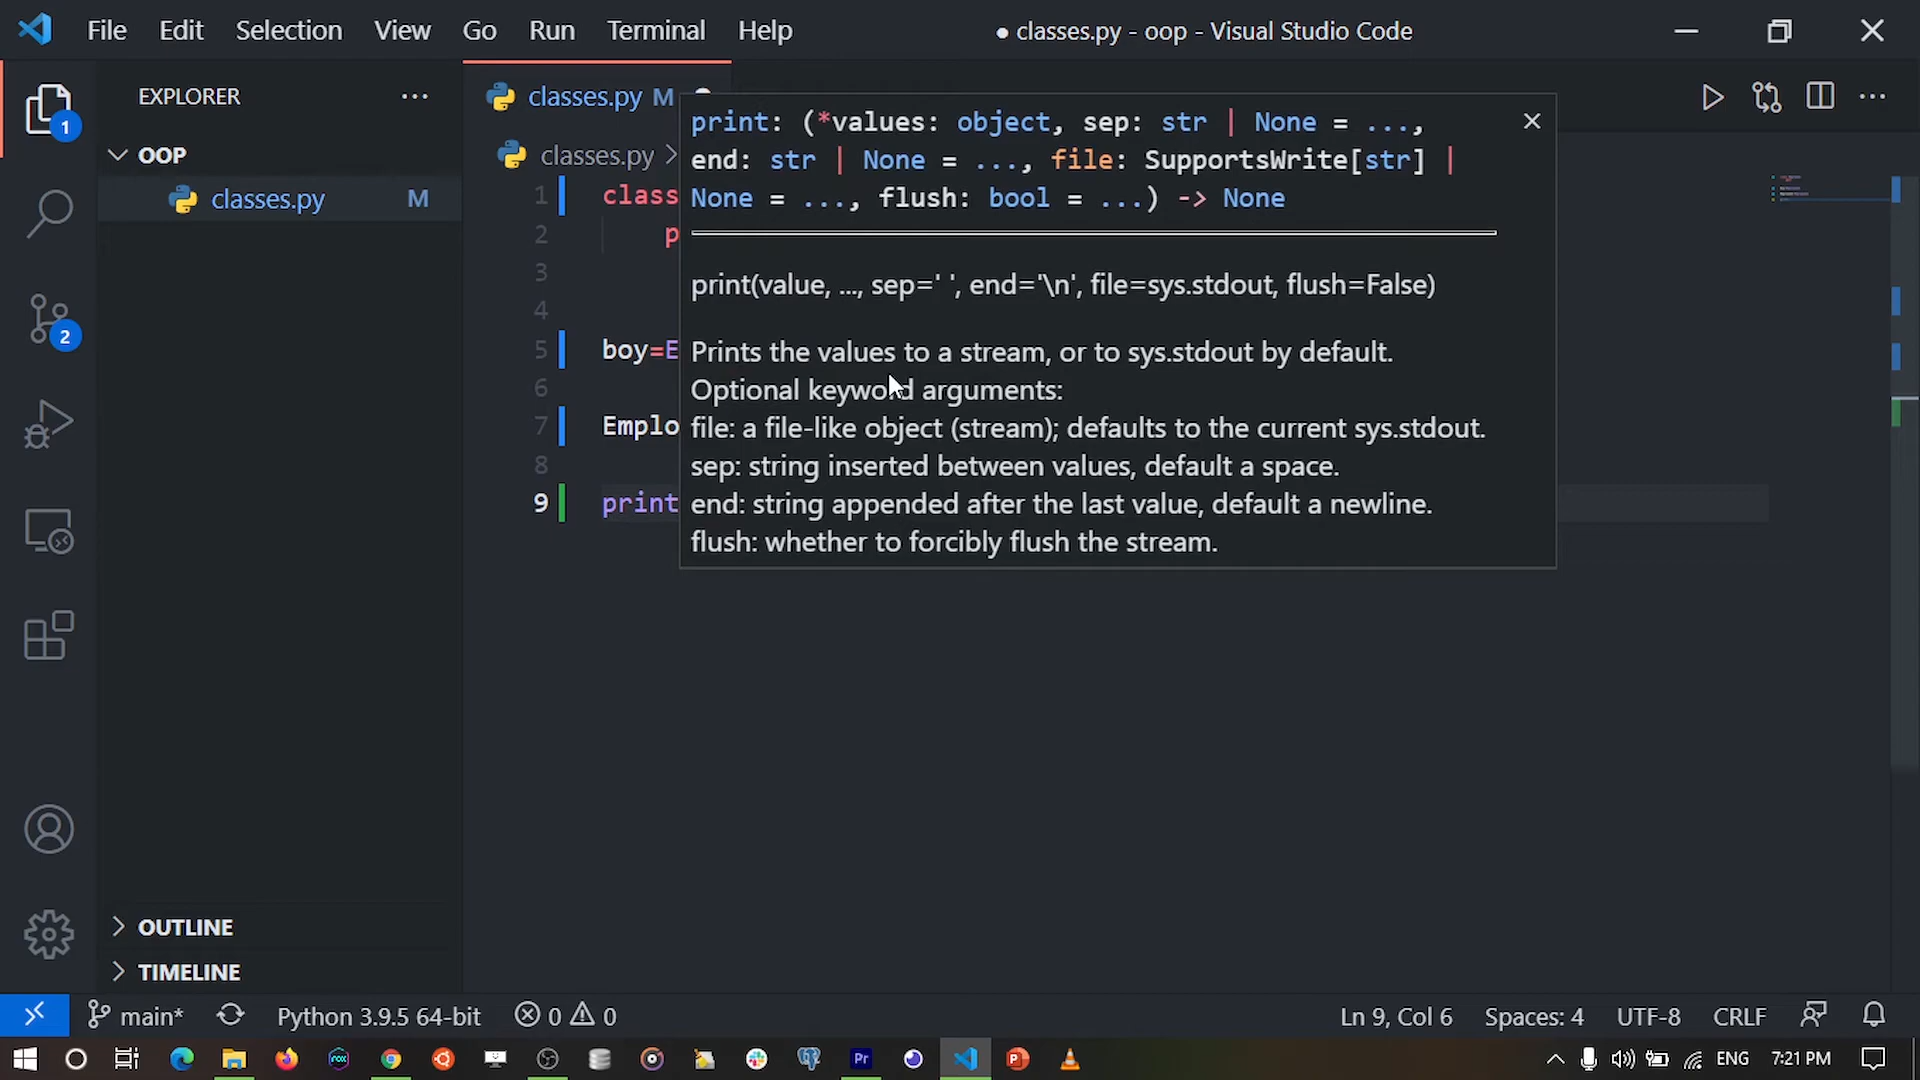 File Edit Selection View Go Run Terminal Help ● classes.py - oop - Visual Studio Code
EXPLORER ···
classes.py M
1
OOP
classes.py M
2
classes.py >
1 class
2 p
3
4
5 boy=E
6
7 Emplo
8
9 print
print: (*values: object, sep: str | None = ...,
end: str | None = ..., file: SupportsWrite[str] |
None = ..., flush: bool = ...) -> None
print(value, ..., sep=' ', end='\n', file=sys.stdout, flush=False)
Prints the values to a stream, or to sys.stdout by default.
Optional keyword arguments:
file: a file-like object (stream); defaults to the current sys.stdout.
sep: string inserted between values, default a space.
end: string appended after the last value, default a newline.
flush: whether to forcibly flush the stream.
OUTLINE
TIMELINE
main* Python 3.9.5 64-bit 0 0 Ln 9, Col 6 Spaces: 4 UTF-8 CRLF
nox Pr P ENG 7:21 PM